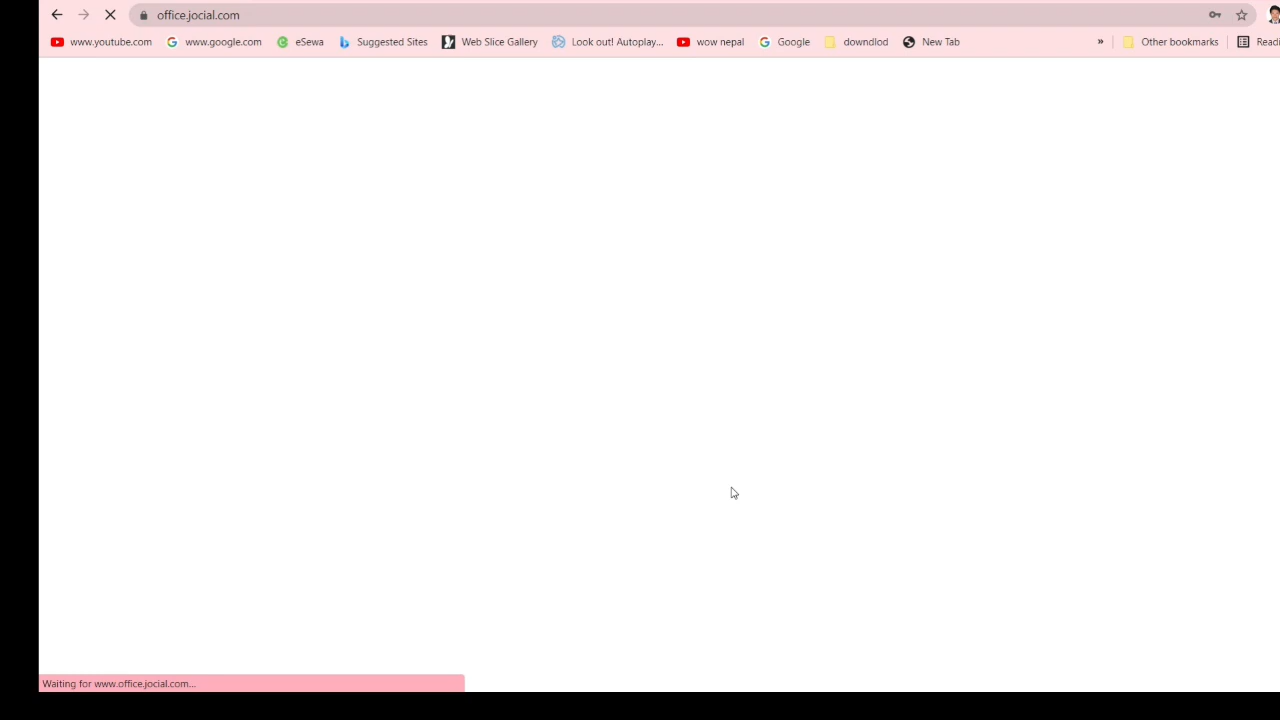 office.jocial.com
www.youtube.com www.google.com eSewa Suggested Sites Web Slice Gallery Look out! Autoplay... wow nepal Google downdlod New Tab » Other bookmarks Readi
Waiting for www.office.jocial.com...